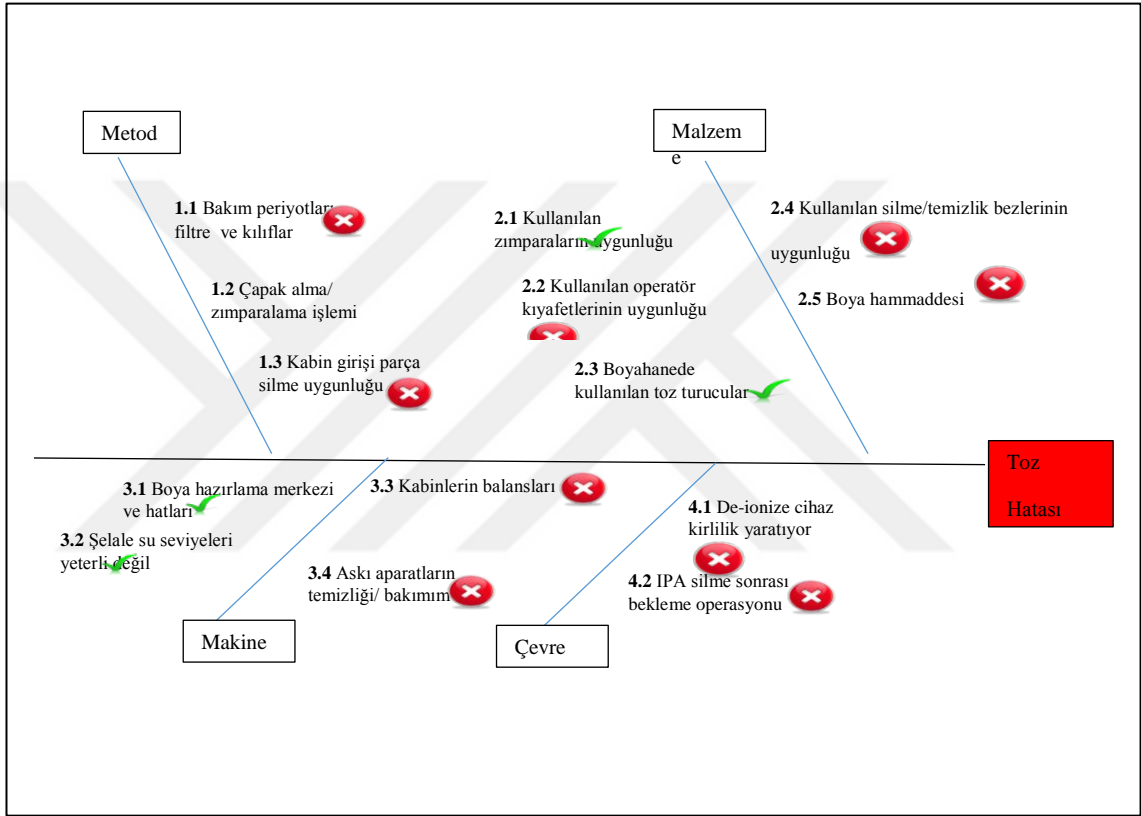 Metod
Malzem
e
1.1 Bakım periyotları
filtre ve kılıflar
1.2 Çapak alma/
zımparalama işlemi
1.3 Kabin girişi parça
silme uygunluğu
2.1 Kullanılan
zımparaların uygunluğu
2.2 Kullanılan operatör
kıyafetlerinin uygunluğu
2.3 Boyahanede
kullanılan toz turucular
2.4 Kullanılan silme/temizlik bezlerinin
uygunluğu
2.5 Boya hammaddesi
Toz
Hatası
3.1 Boya hazırlama merkezi
ve hatları
3.2 Şelale su seviyeleri
yeterli değil
3.3 Kabinlerin balansları
3.4 Askı aparatların
temizliği/ bakımım
4.1 De-ionize cihaz
kirlilik yaratıyor
4.2 IPA silme sonrası
bekleme operasyonu
Makine
Çevre